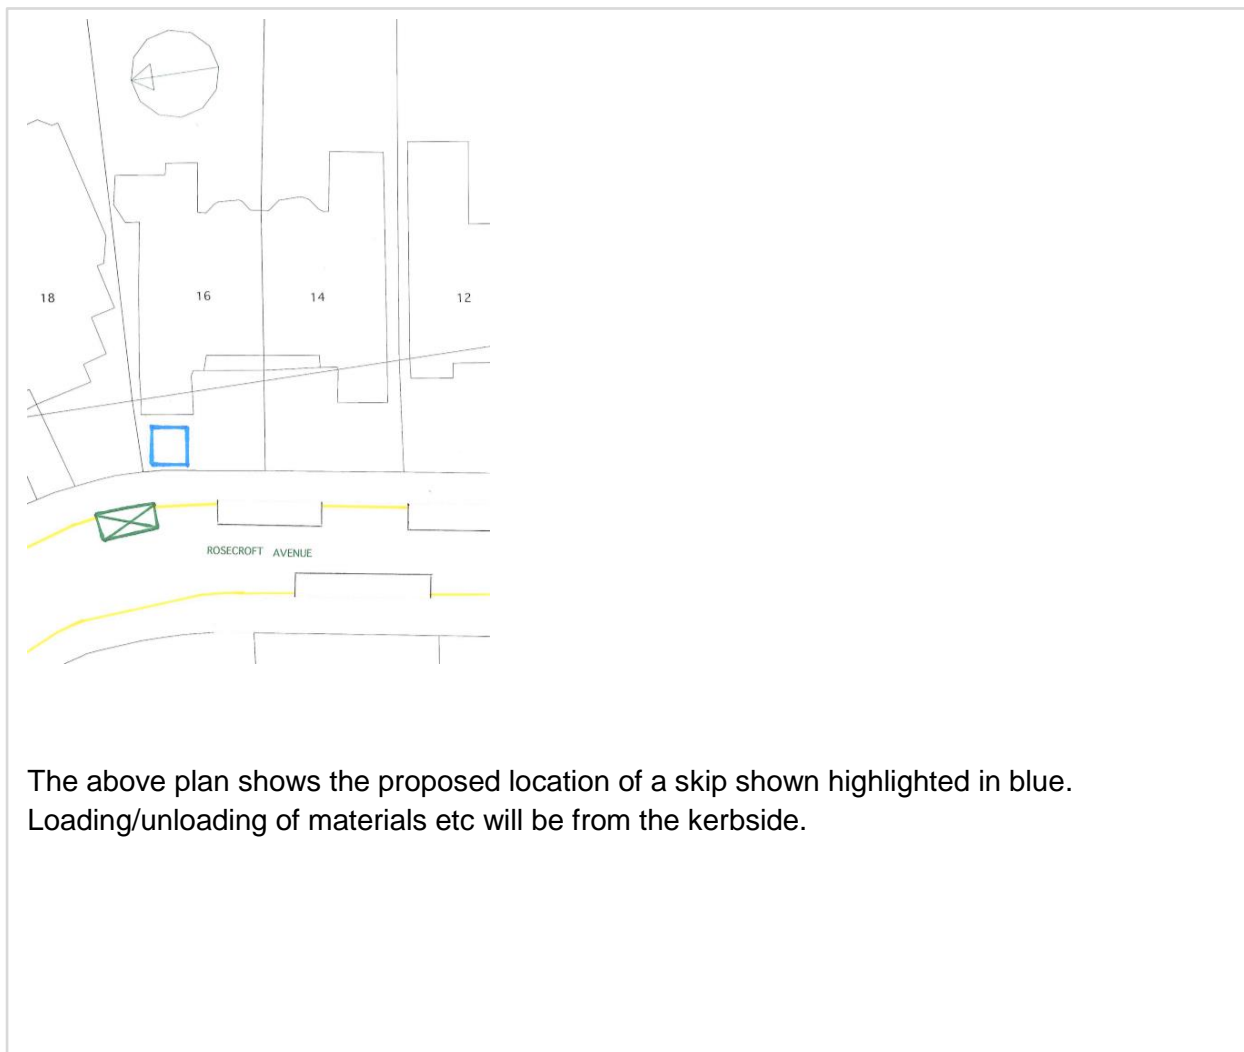 18
16
14
12
ROSECROFT AVENUE
The above plan shows the proposed location of a skip shown highlighted in blue.
Loading/unloading of materials etc will be from the kerbside.